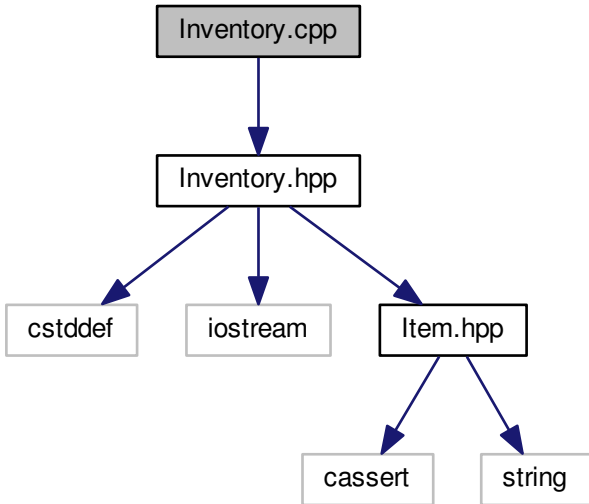 Inventory.cpp
Inventory.hpp
cstddef
iostream
Item.hpp
cassert
string